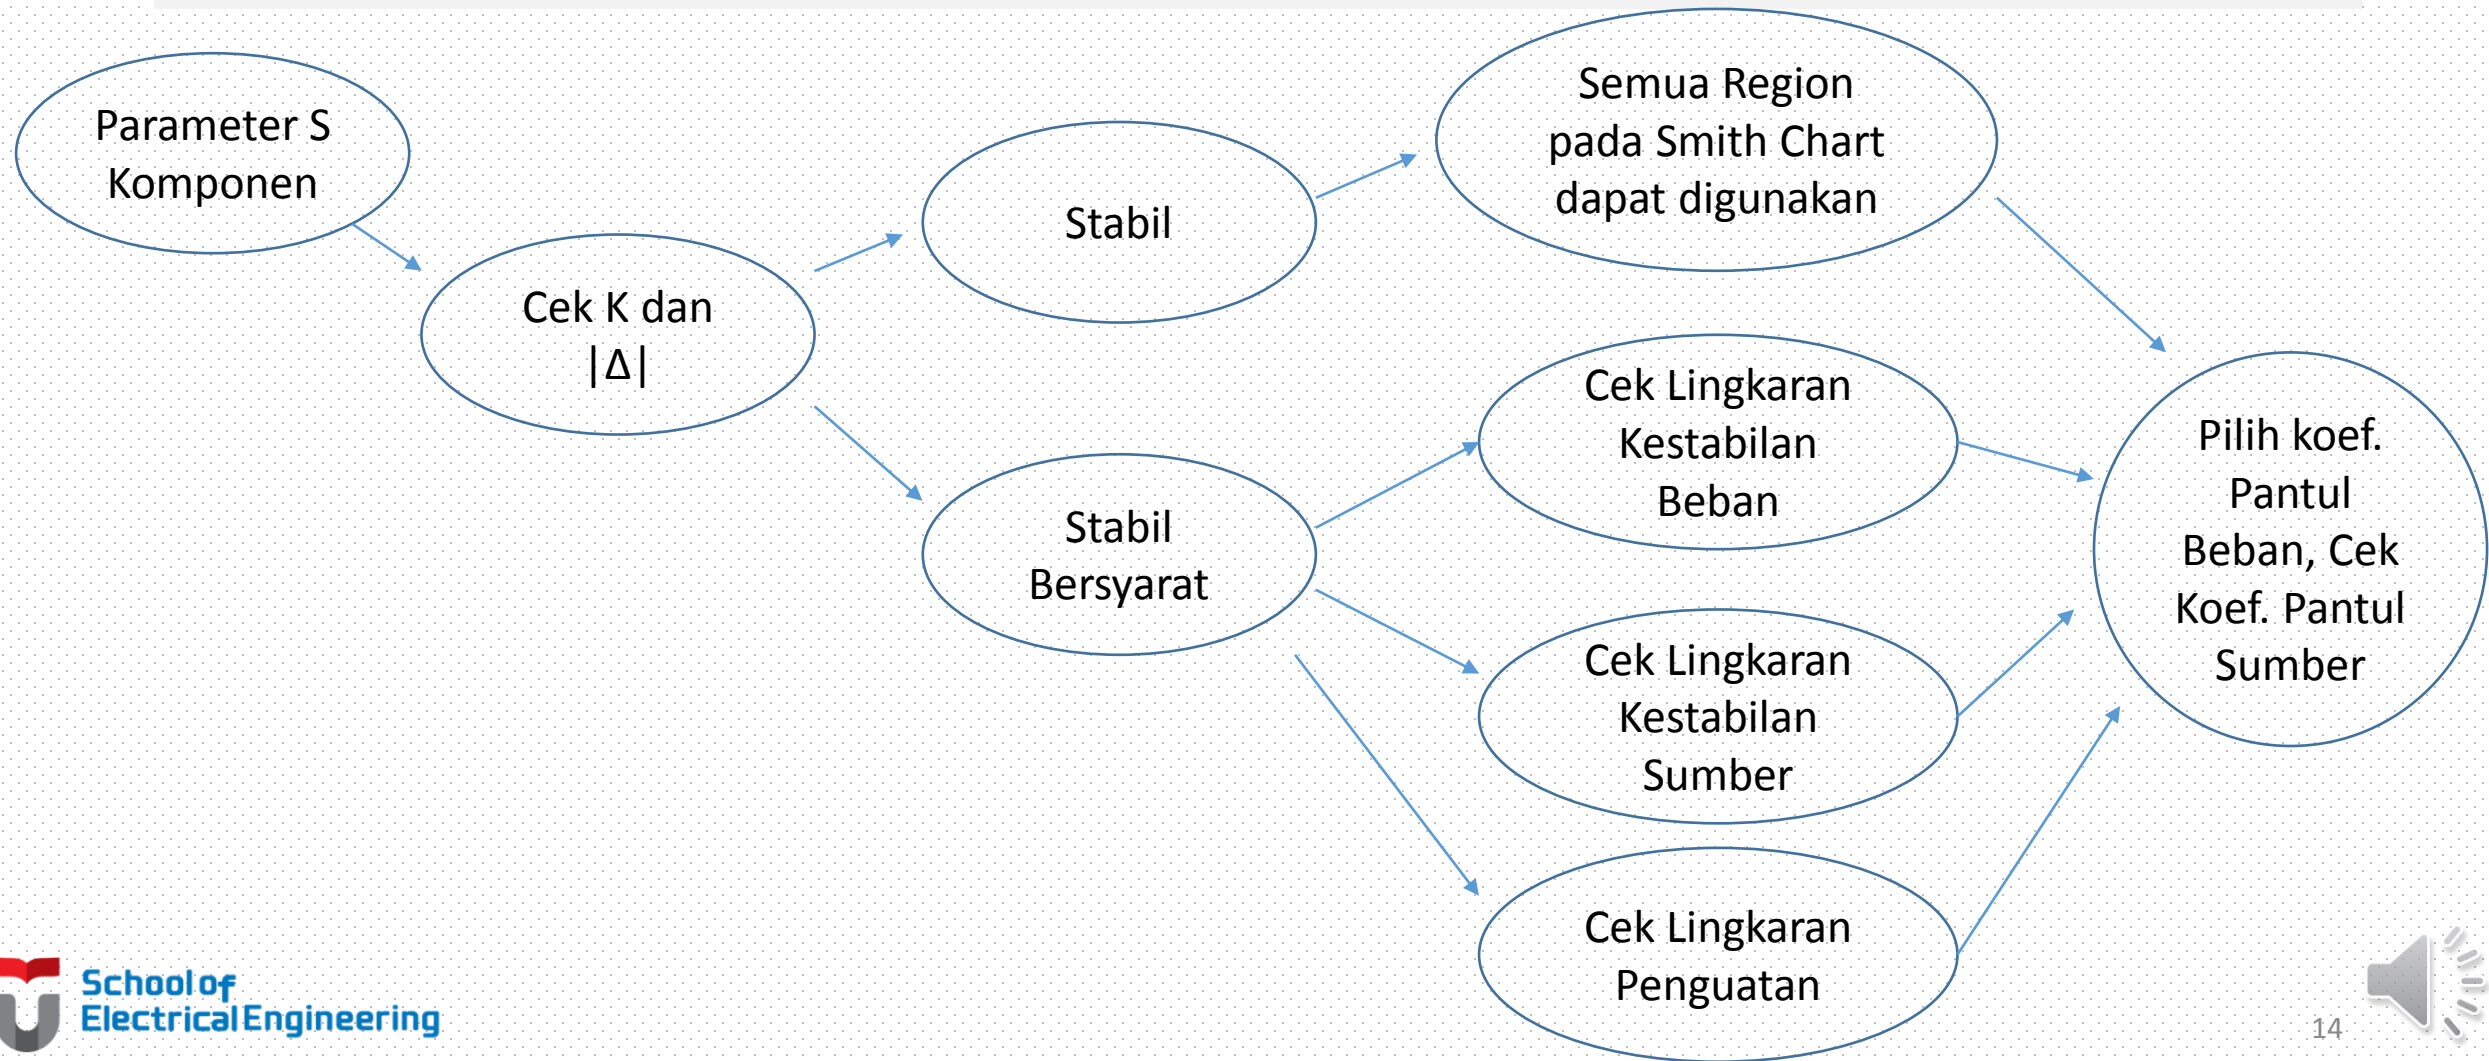 Parameter S
Komponen
Cek K dan
|Δ|
Stabil
Semua Region
pada Smith Chart
dapat digunakan
Stabil
Bersyarat
Cek Lingkaran
Kestabilan
Beban
Cek Lingkaran
Kestabilan
Sumber
Cek Lingkaran
Penguatan
Pilih koef.
Pantul
Beban, Cek
Koef. Pantul
Sumber
School of
Electrical Engineering
14